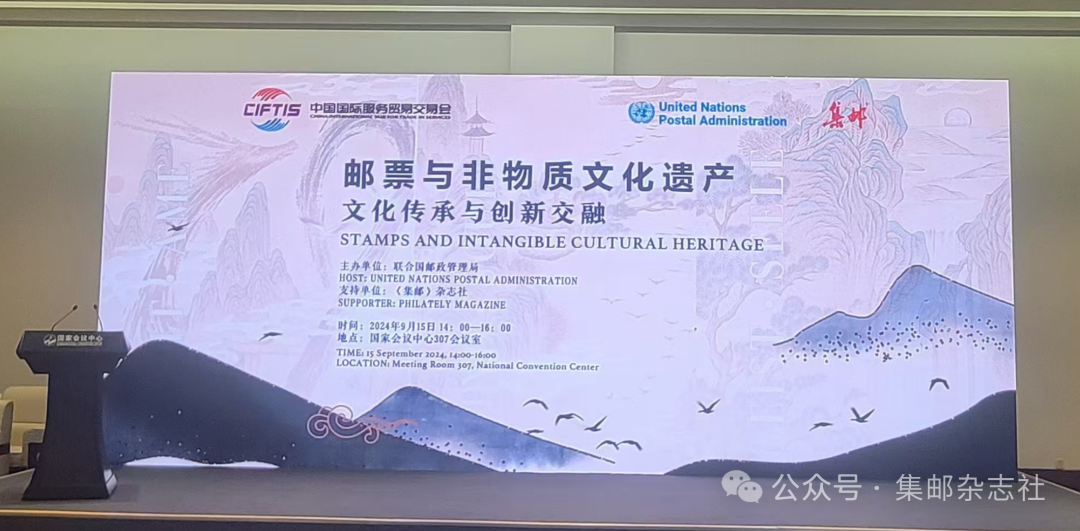 CIFTIS 中国国际服务贸易交易会
CHINA INTERNATIONAL FAIR FOR TRADE IN SERVICES
United Nations
Postal Administration
集邮
邮票与非物质文化遗产
文化传承与创新交融
STAMPS AND INTANGIBLE CULTURAL HERITAGE
主办单位：联合国邮政管理局
HOST: UNITED NATIONS POSTAL ADMINISTRATION
支持单位：《集邮》杂志社
SUPPORTER: PHILATELY MAGAZINE
时间：2024年9月15日 14：00—16：00
地点：国家会议中心307会议室
TIME: 15 September 2024, 14:00-16:00
LOCATION: Meeting Room 307, National Convention Center
国家会议中心
公众号 · 集邮杂志社